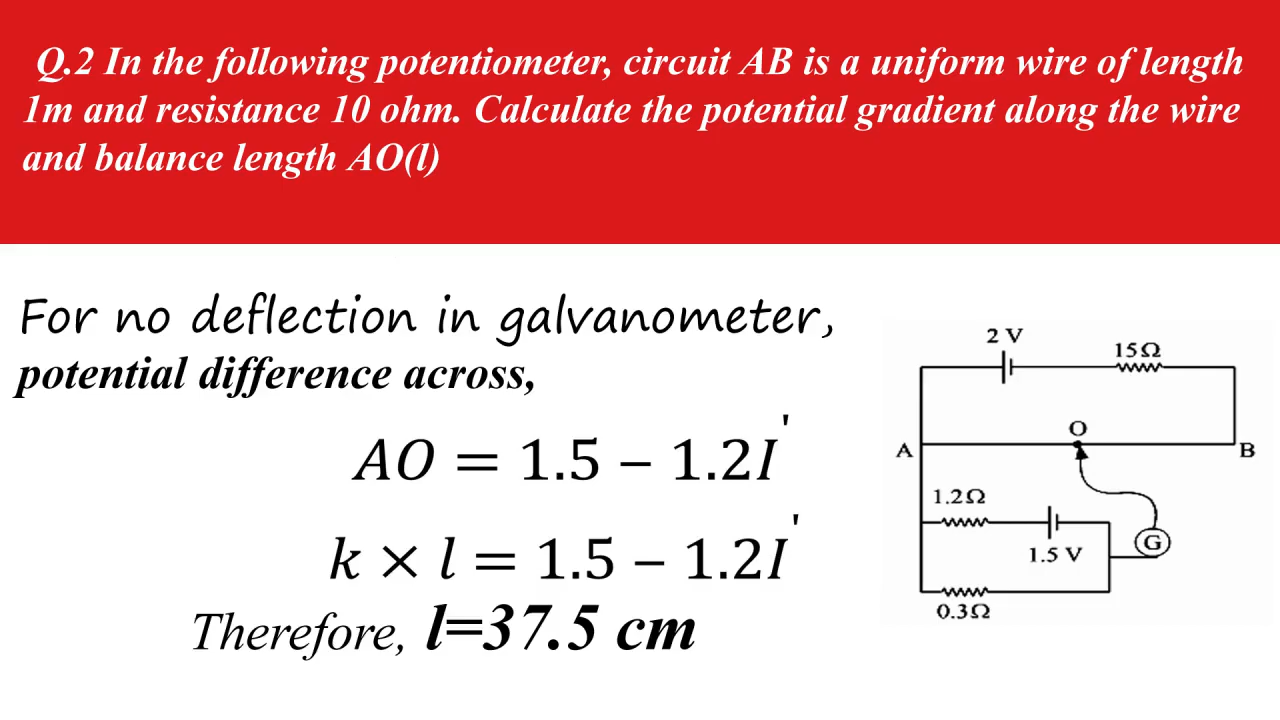 Q.2 In the following potentiometer, circuit AB is a uniform wire of length
1m and resistance 10 ohm. Calculate the potential gradient along the wire
and balance length AO(l)
For no deflection in galvanometer,
potential difference across,
AO = 1.5 – 1.2I'
k × l = 1.5 – 1.2I'
Therefore, l=37.5 cm
2 V
15Ω
O
A
B
1.2Ω
G
1.5 V
0.3Ω